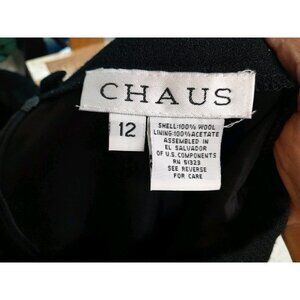 CHAUS
12
SHELL:100% WOOL
LINING:100% ACETATE
ASSEMBLED IN
EL SALVADOR
OF U.S. COMPONENTS
RN 51323
SEE REVERSE
FOR CARE